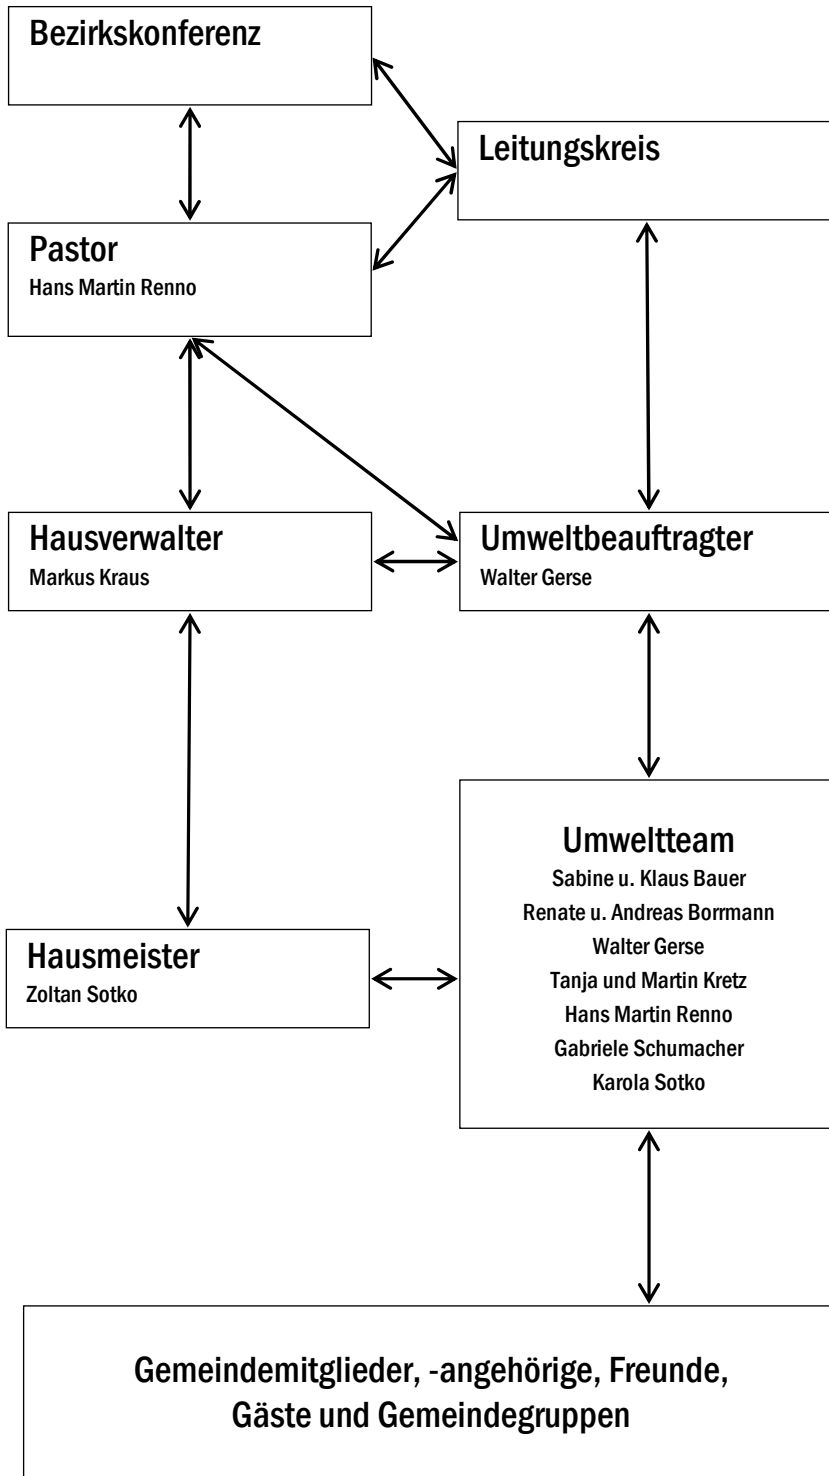 Bezirkskonferenz
Leitungskreis
Pastor
Hans Martin Renno
Hausverwalter
Markus Kraus
Umweltbeauftragter
Walter Gerse
Umweltteam
Sabine u. Klaus Bauer
Renate u. Andreas Borrmann
Walter Gerse
Tanja und Martin Kretz
Hans Martin Renno
Gabriele Schumacher
Karola Sotko
Hausmeister
Zoltan Sotko
Gemeindemitglieder, -angehörige, Freunde,
Gäste und Gemeindegruppen